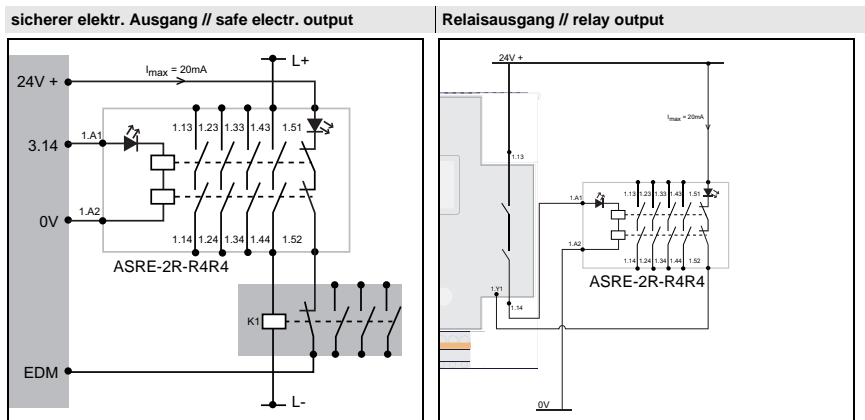 sicherer elektr. Ausgang // safe electr. output
Relaisausgang // relay output
L+
24V +
Imax = 20mA
1.13 1.23 1.33 1.43 1.51
3.14
1.A1
0V
1.A2
1.14 1.24 1.34 1.44 1.52
ASRE-2R-R4R4
K1
EDM
L-
24V +
Imax = 20mA
1.13
1.A1
1.13 1.23 1.33 1.43 1.51
1.A2
1.14 1.24 1.34 1.44 1.52
ASRE-2R-R4R4
1.Y1
1.14
0V